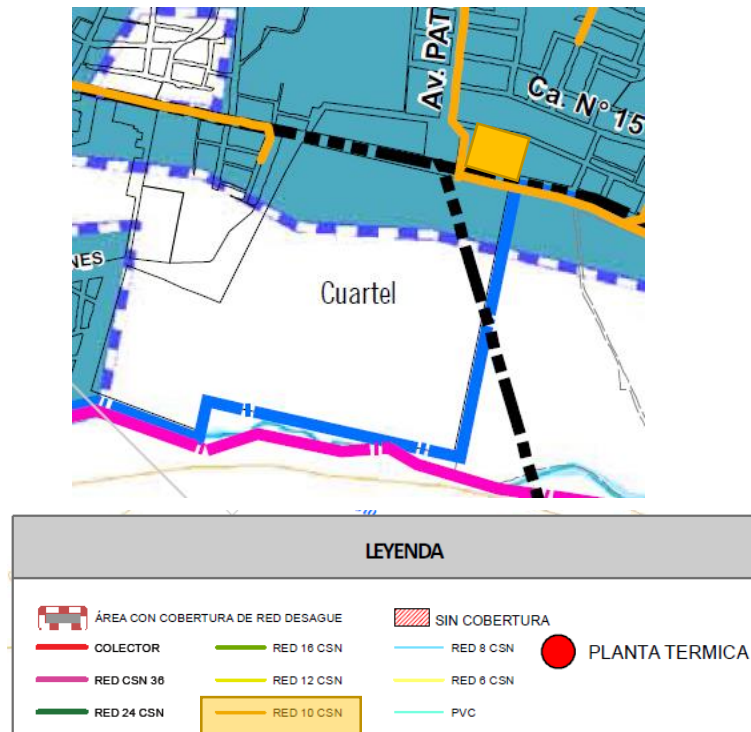 Av. PAT
Ca. N° 15
NES
Cuartel
LEYENDA
ÁREA CON COBERTURA DE RED DESAGUE
SIN COBERTURA
COLECTOR
RED 16 CSN
RED 8 CSN
PLANTA TERMICA
RED CSN 36
RED 12 CSN
RED 6 CSN
RED 24 CSN
RED 10 CSN
PVC